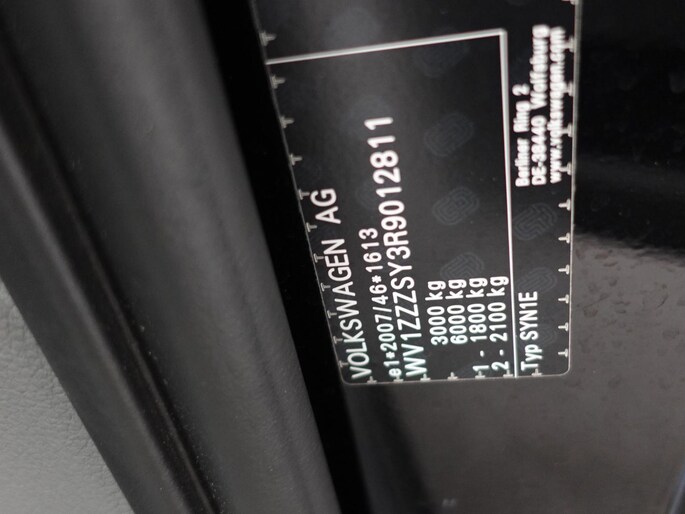 VOLKSWAGEN AG
e1*2007/46*1613
WV1ZZZSY3R9012811
3000 kg
6000 kg
1 - 1800 kg
2 - 2100 kg
Typ SYN1E
Berliner Ring 2
DE-38440 Wolfsburg
www.volkswagen.com